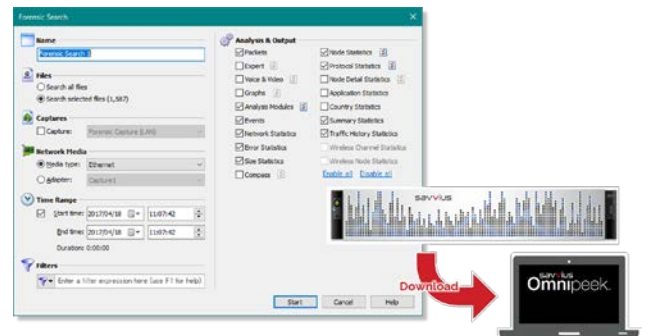 Forensic Search
Name
Forensic Search 1
Files
Search all files
Search selected files (1,587)
Captures
Capture: Forensic Capture (LAN)
Network Media
Media type: Ethernet
Adapter: Capture1
Time Range
Start time: 2017/04/18 11:07:42
End time: 2017/04/18 11:07:42
Duration: 0:00:00
Filters
Enter a filter expression here (use F1 for help)
Analysis & Output
Packets
Expert
Voice & Video
Graphs
Analysis Modules
Events
Network Statistics
Error Statistics
Size Statistics
Compass
Node Statistics
Protocol Statistics
Node Detail Statistics
Application Statistics
Country Statistics
Summary Statistics
Traffic History Statistics
Wireless Channel Statistics
Wireless Node Statistics
Enable all Disable all
Start Cancel Help
savvius
Download
savvius
Omnipeek